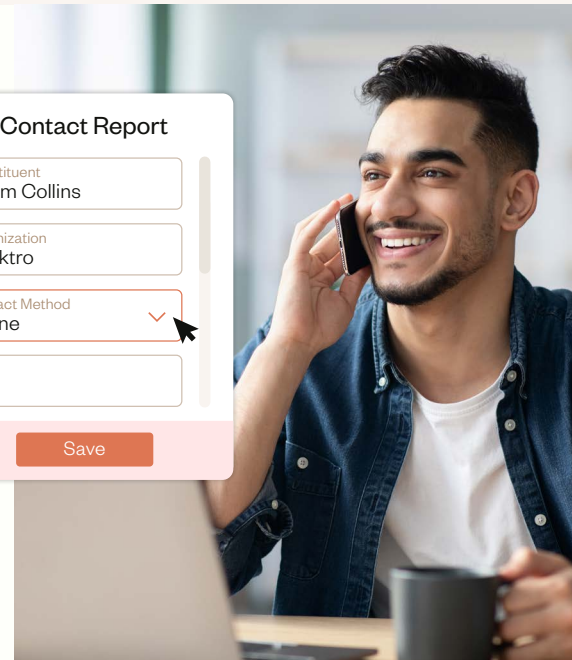 Contact Report
tituent
m Collins
nization
ktro
act Method
ne
Save